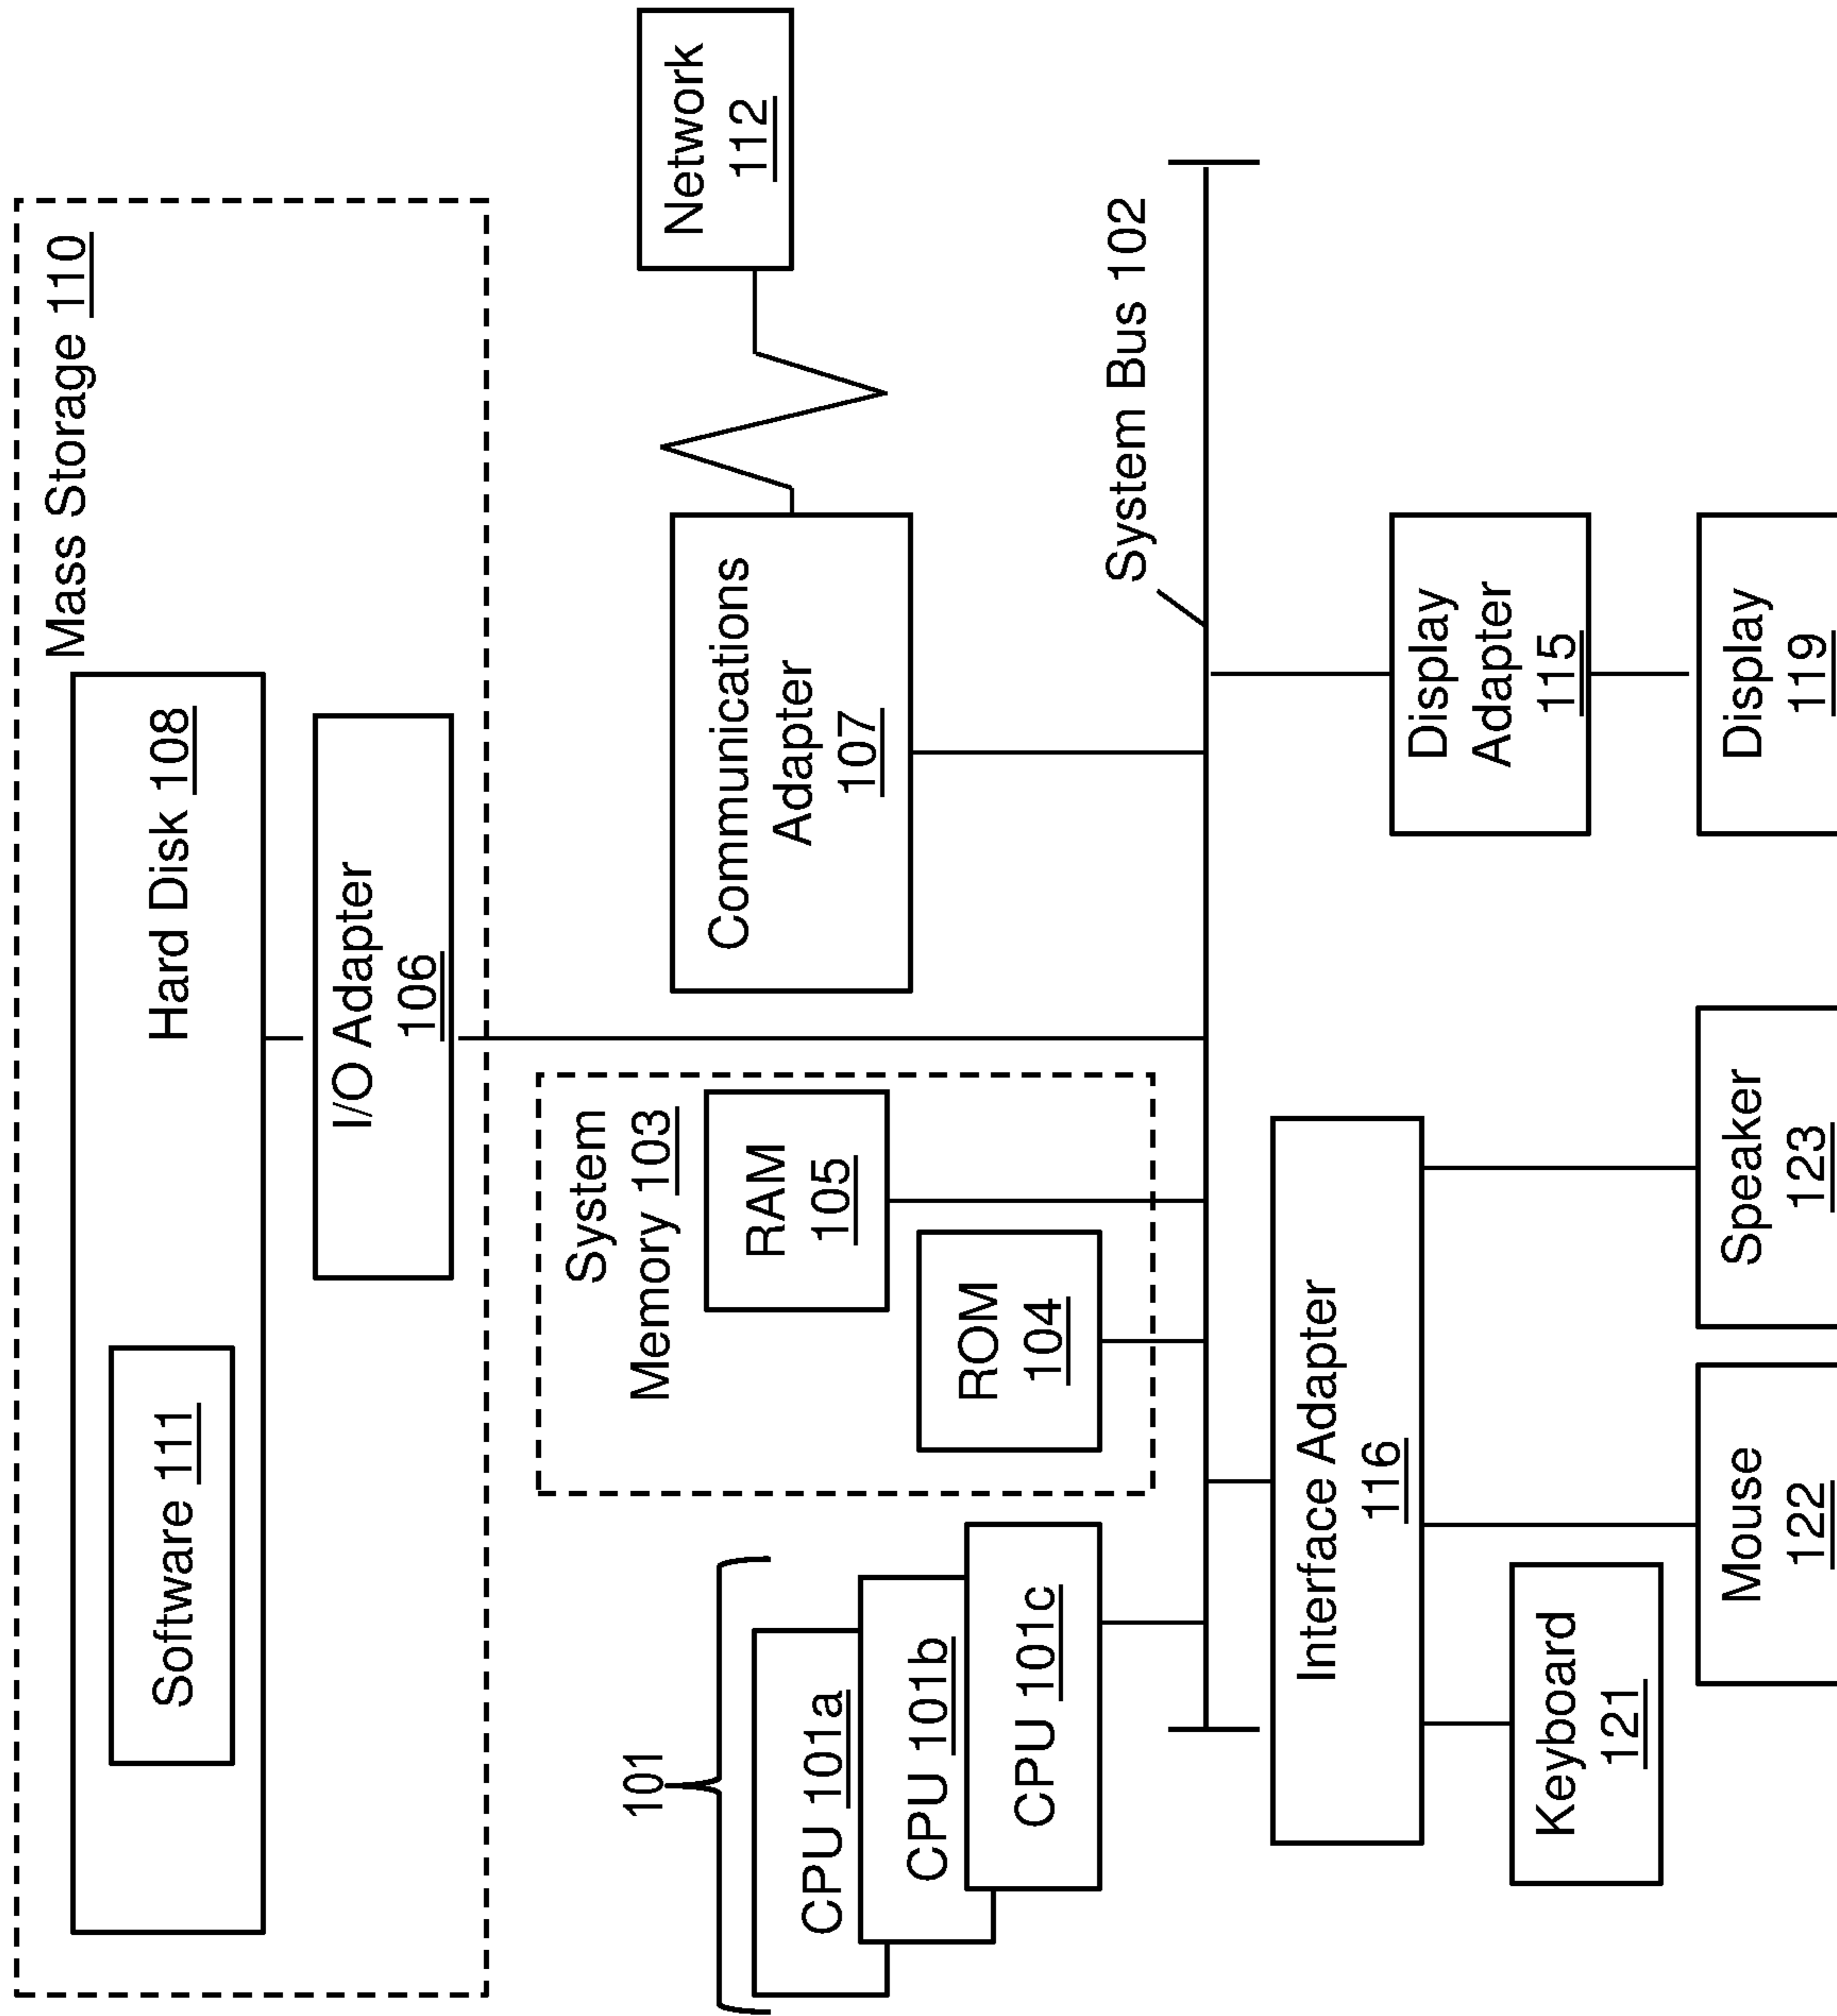 Mass Storage 110
Hard Disk 108
Software 111
I/O Adapter
106
101
CPU 101a
CPU 101b
CPU 101c
System
Memory 103
RAM
105
ROM
104
Communications
Adapter
107
Network
112
System Bus 102
Interface Adapter
116
Display
Adapter
115
Keyboard
121
Mouse
122
Speaker
123
Display
119